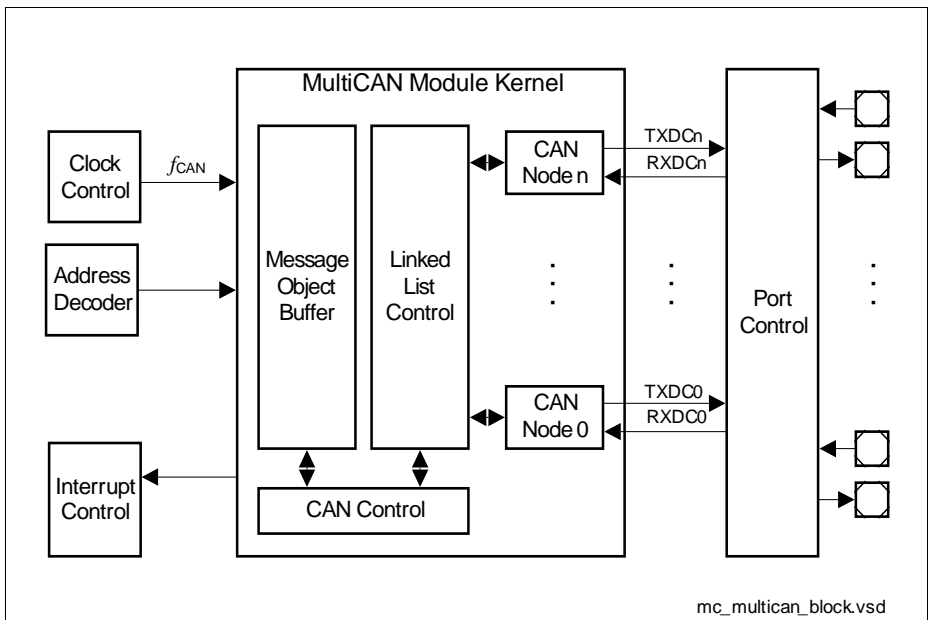 MultiCAN Module Kernel
Clock
Control
fCAN
Address
Decoder
Interrupt
Control
Message
Object
Buffer
Linked
List
Control
CAN Control
CAN
Node n
TXDCn
RXDCn
CAN
Node 0
TXDC0
RXDC0
Port
Control
mc_multican_block.vsd